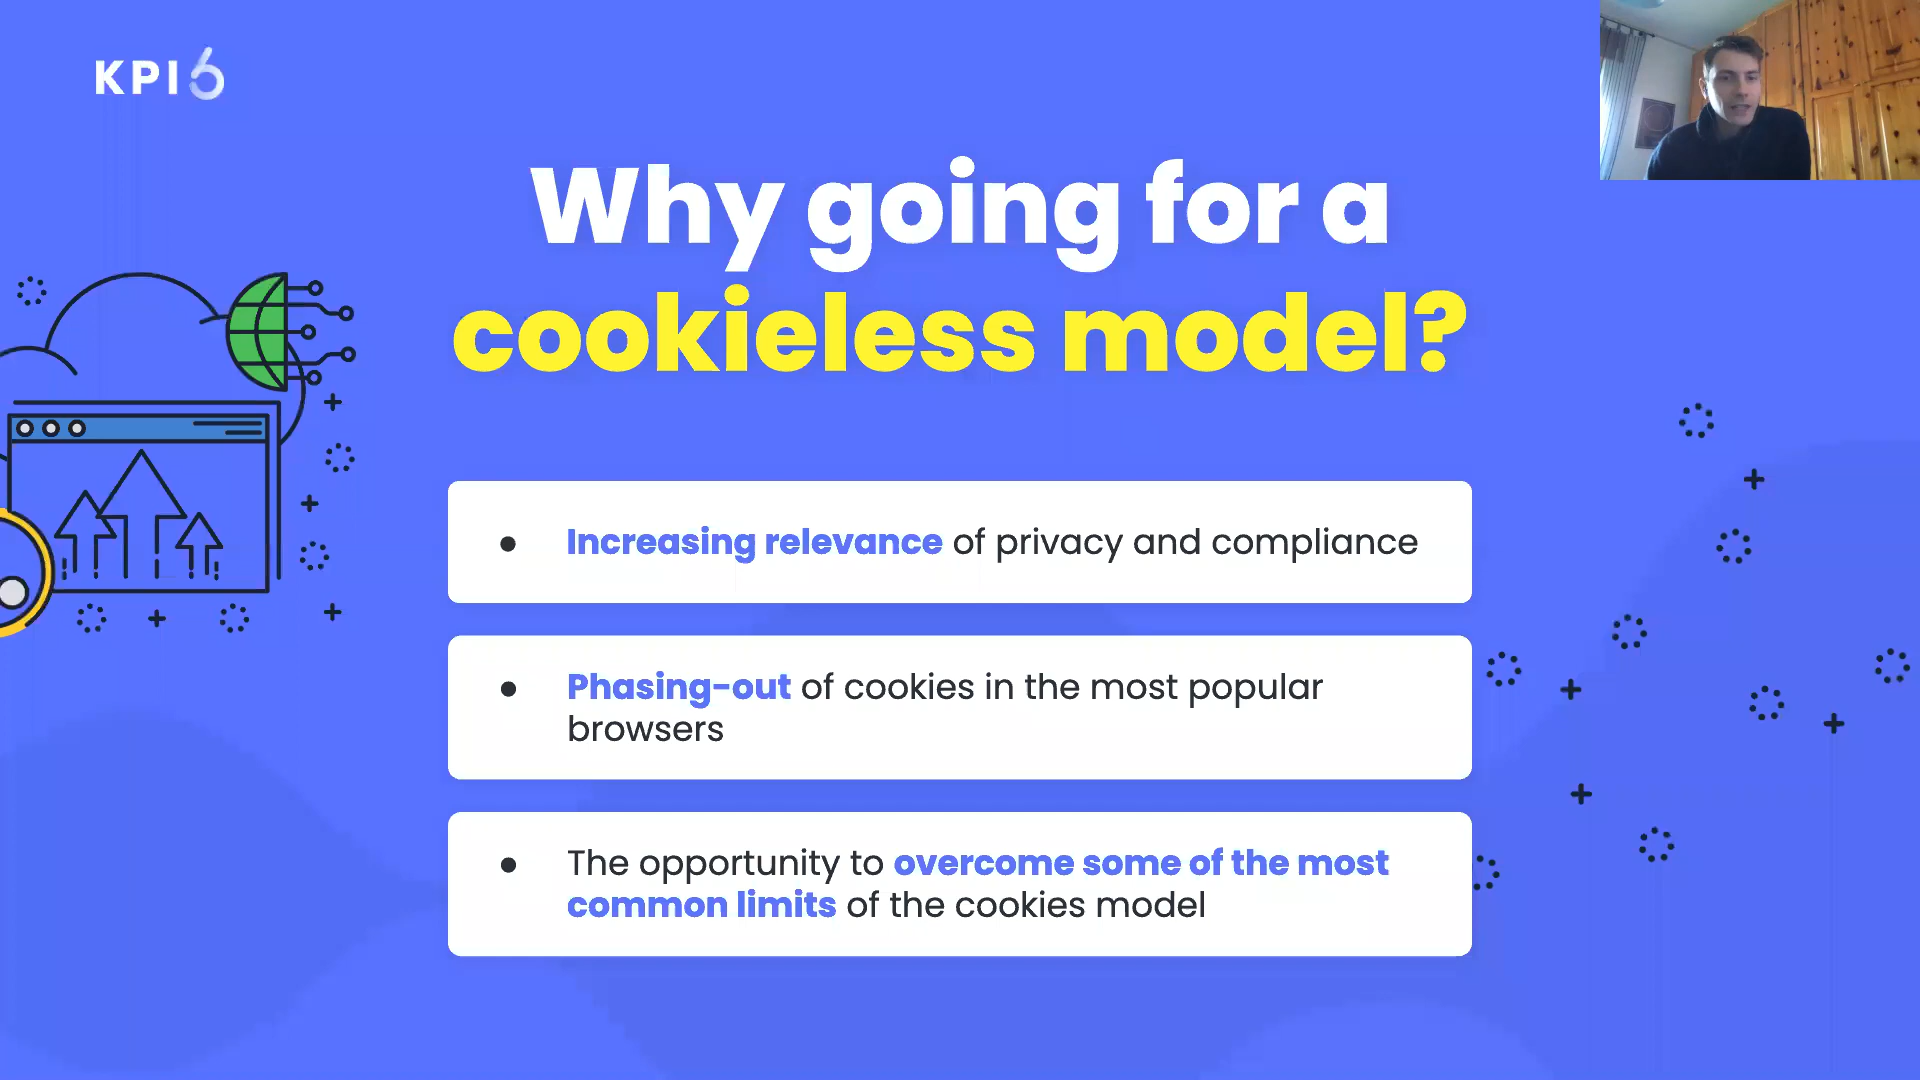 KPI6
Why going for a
cookieless model?
● Increasing relevance of privacy and compliance
● Phasing-out of cookies in the most popular
browsers
● The opportunity to overcome some of the most
common limits of the cookies model